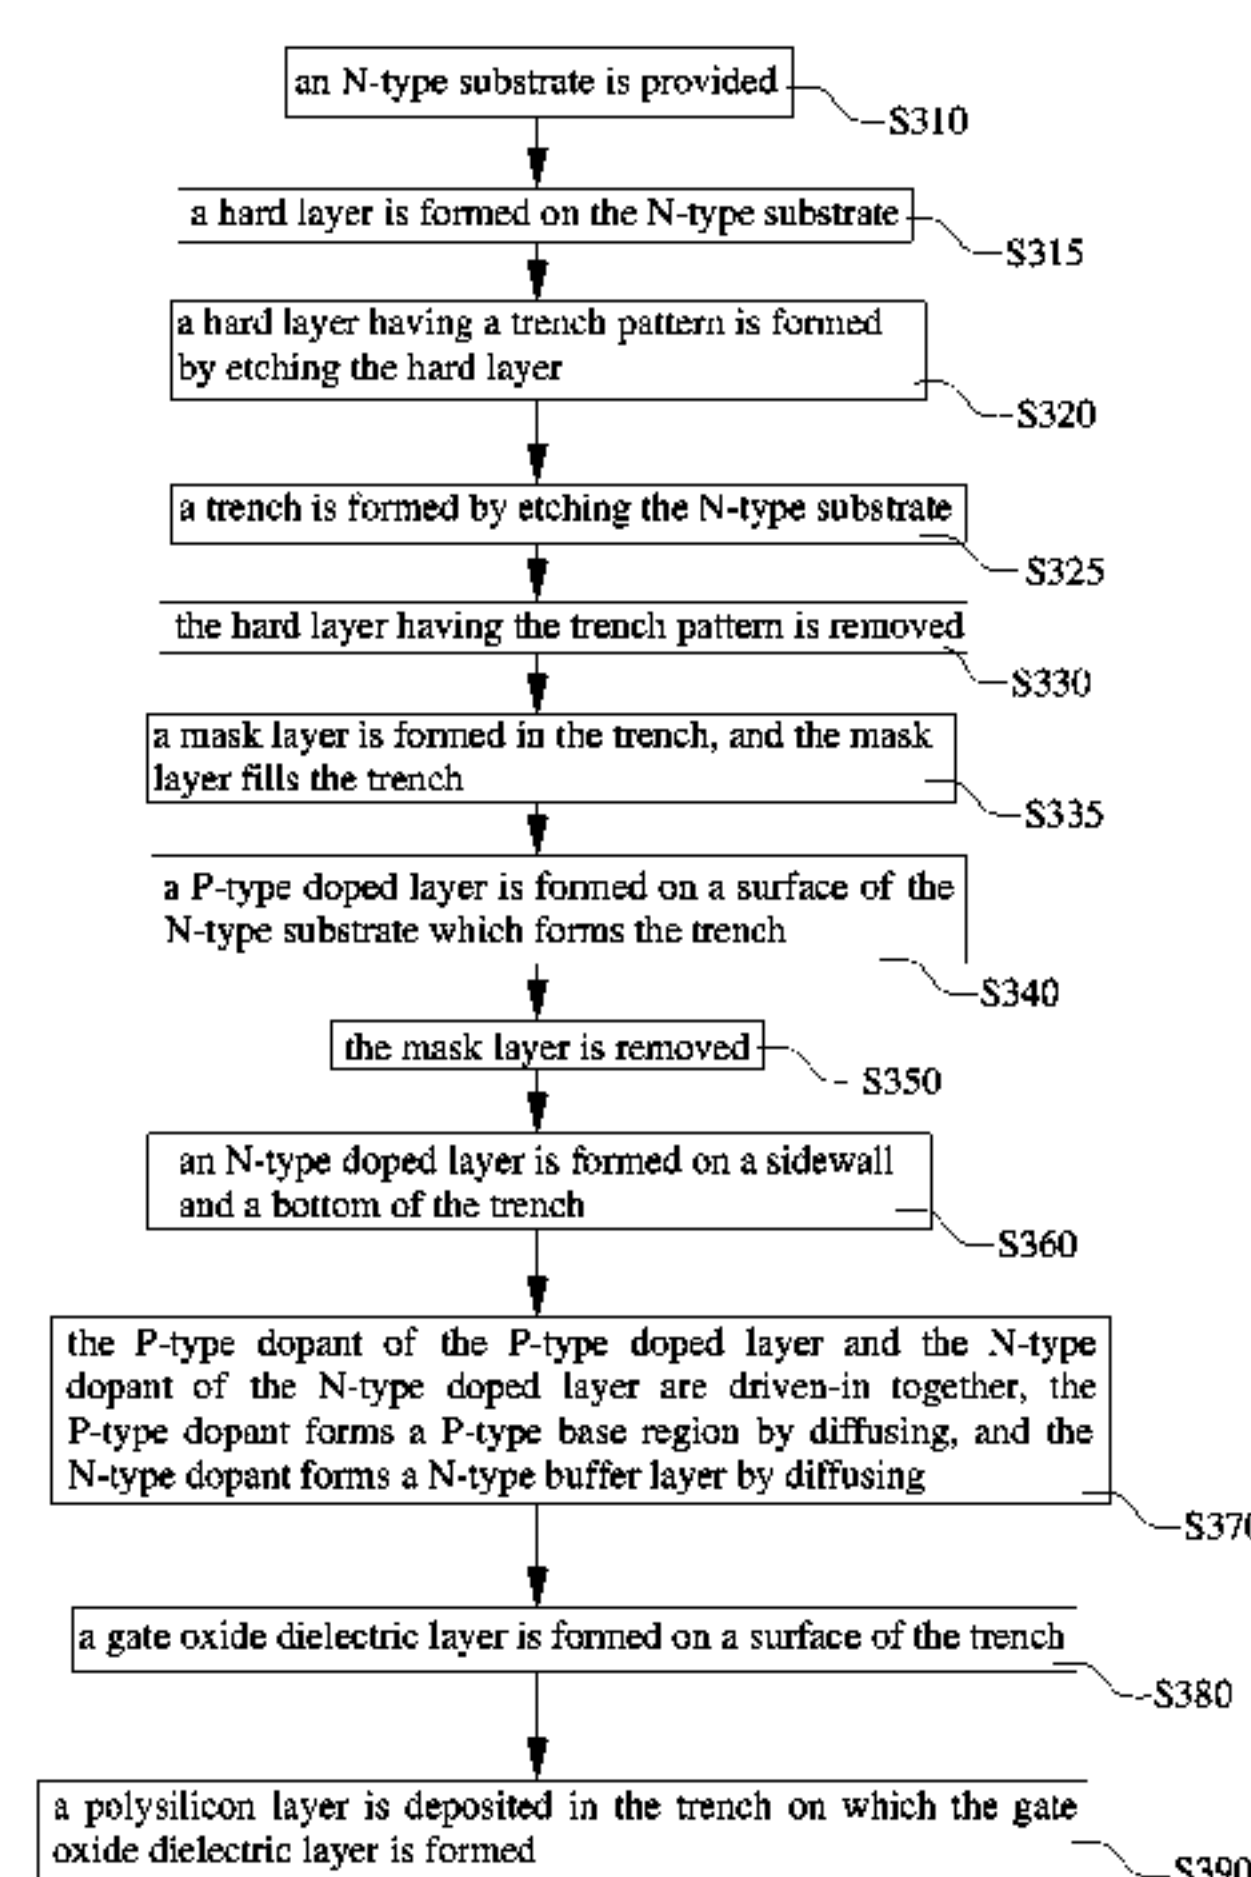 an N-type substrate is provided
S310
a hard layer is formed on the N-type substrate
S315
a hard layer having a trench pattern is formed
by etching the hard layer
S320
a trench is formed by etching the N-type substrate
S325
the hard layer having the trench pattern is removed
S330
a mask layer is formed in the trench, and the mask
layer fills the trench
S335
a P-type doped layer is formed on a surface of the
N-type substrate which forms the trench
S340
the mask layer is removed
S350
an N-type doped layer is formed on a sidewall
and a bottom of the trench
S360
the P-type dopant of the P-type doped layer and the N-type
dopant of the N-type doped layer are driven-in together, the
P-type dopant forms a P-type base region by diffusing, and the
N-type dopant forms a N-type buffer layer by diffusing
S370
a gate oxide dielectric layer is formed on a surface of the trench
S380
a polysilicon layer is deposited in the trench on which the gate
oxide dielectric layer is formed
S390